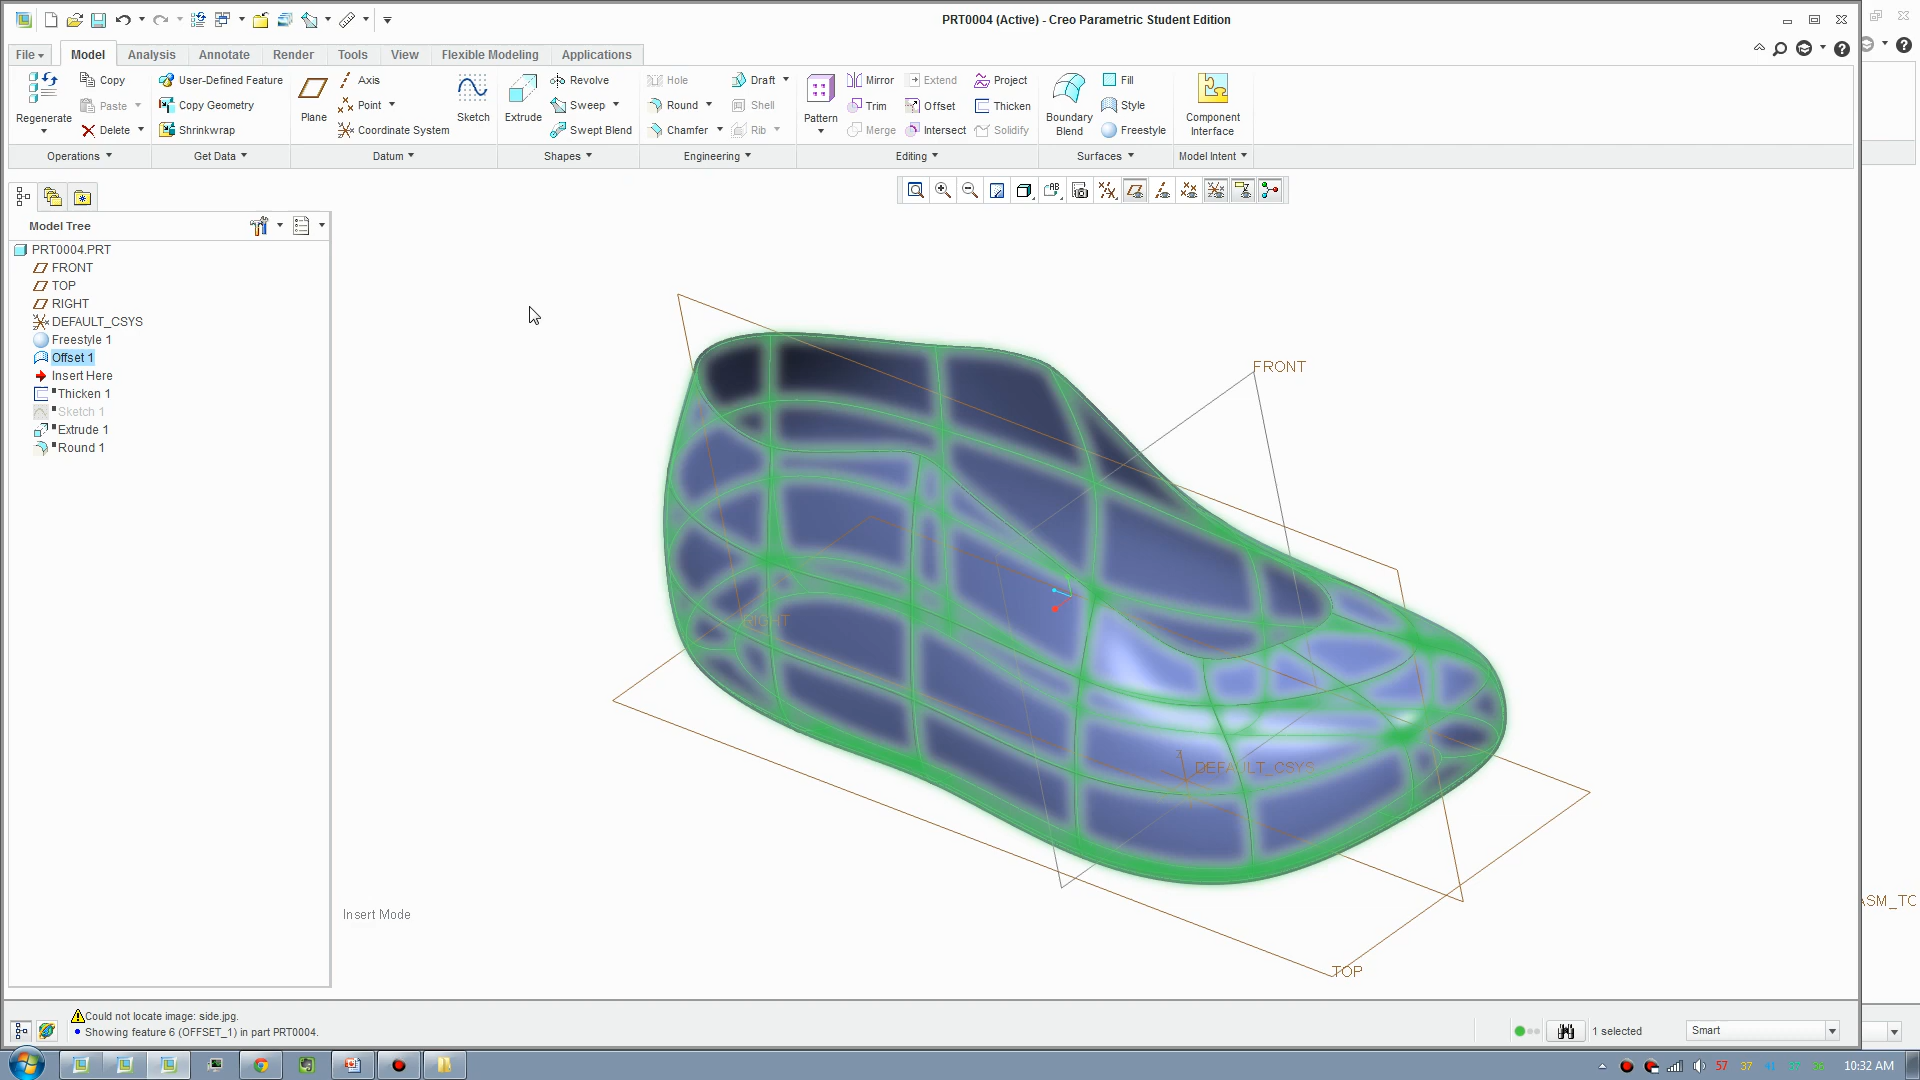 PRT0004 (Active) - Creo Parametric Student Edition
File Model Analysis Annotate Render Tools View Flexible Modeling Applications
Regenerate
Copy
Paste
Delete
Operations
User-Defined Feature
Copy Geometry
Shrinkwrap
Get Data
Plane
Axis
Point
Coordinate System
Sketch
Datum
Extrude
Revolve
Sweep
Swept Blend
Shapes
Hole
Round
Chamfer
Draft
Shell
Rib
Engineering
Pattern
Mirror
Trim
Merge
Extend
Offset
Intersect
Project
Thicken
Solidify
Editing
Boundary
Blend
Fill
Style
Freestyle
Surfaces
Component
Interface
Model Intent
Model Tree
PRT0004.PRT
FRONT
TOP
RIGHT
DEFAULT_CSYS
Freestyle 1
Offset 1
Insert Here
Thicken 1
Sketch 1
Extrude 1
Round 1
FRONT
RIGHT
Z
DEFAULT_CSYS
TOP
Insert Mode
ASM_TO
Could not locate image: side.jpg.
Showing feature 6 (OFFSET_1) in part PRT0004.
1 selected
Smart
57 37
10:32 AM